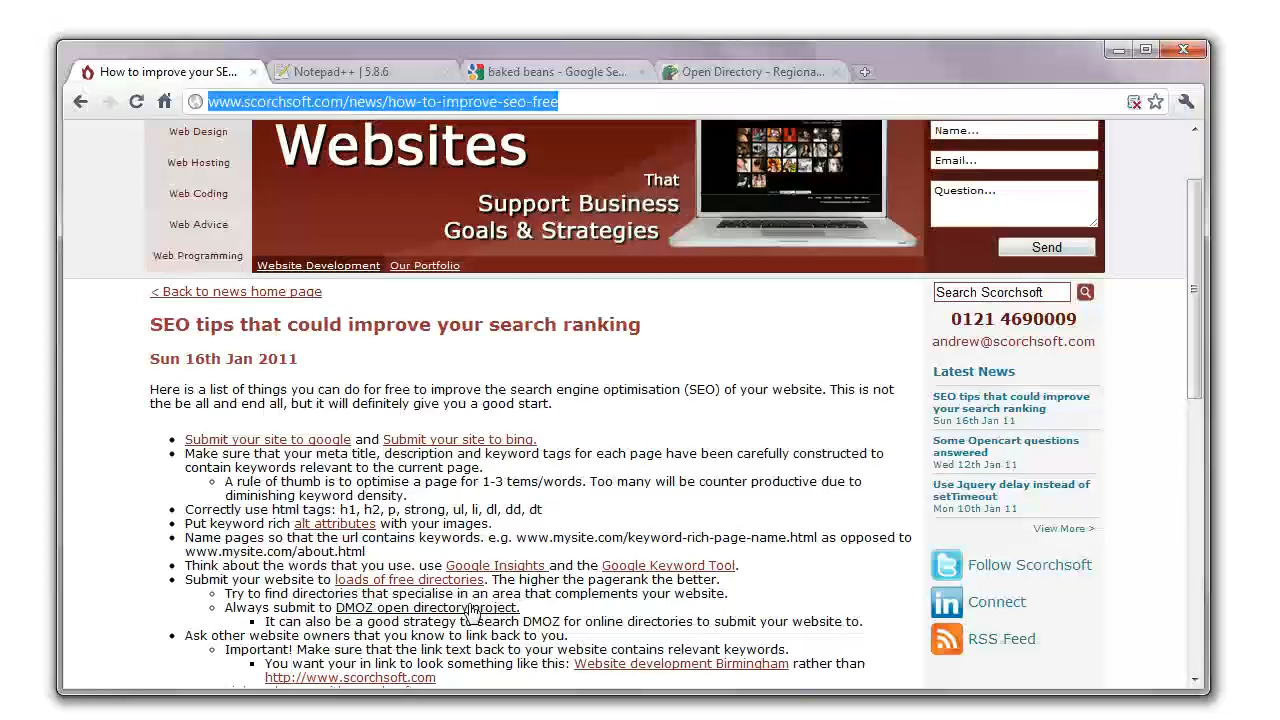 How to improve your SE...
Notepad++ | 5.8.6
baked beans - Google Se...
Open Directory - Regiona...
www.scorchsoft.com/news/how-to-improve-seo-free
Web Design
Web Hosting
Web Coding
Web Advice
Web Programming
Websites
That
Support Business
Goals & Strategies
Website Development Our Portfolio
Name...
Email...
Question...
Send
< Back to news home page
SEO tips that could improve your search ranking
Sun 16th Jan 2011
Here is a list of things you can do for free to improve the search engine optimisation (SEO) of your website. This is not
the be all and end all, but it will definitely give you a good start.
Submit your site to google and Submit your site to bing.
Make sure that your meta title, description and keyword tags for each page have been carefully constructed to
contain keywords relevant to the current page.
A rule of thumb is to optimise a page for 1-3 tems/words. Too many will be counter productive due to
diminishing keyword density.
Correctly use html tags: h1, h2, p, strong, ul, li, dl, dd, dt
Put keyword rich alt attributes with your images.
Name pages so that the url contains keywords. e.g. www.mysite.com/keyword-rich-page-name.html as opposed to
www.mysite.com/about.html
Think about the words that you use. use Google Insights and the Google Keyword Tool.
Submit your website to loads of free directories. The higher the pagerank the better.
Try to find directories that specialise in an area that complements your website.
Always submit to DMOZ open directory project.
It can also be a good strategy to search DMOZ for online directories to submit your website to.
Ask other website owners that you know to link back to you.
Important! Make sure that the link text back to your website contains relevant keywords.
You want your in link to look something like this: Website development Birmingham rather than
http://www.scorchsoft.com
Search Scorchsoft
0121 4690009
andrew@scorchsoft.com
Latest News
SEO tips that could improve
your search ranking
Sun 16th Jan 11
Some Opencart questions
answered
Wed 12th Jan 11
Use Jquery delay instead of
setTimeout
Mon 10th Jan 11
View More >
Follow Scorchsoft
Connect
RSS Feed